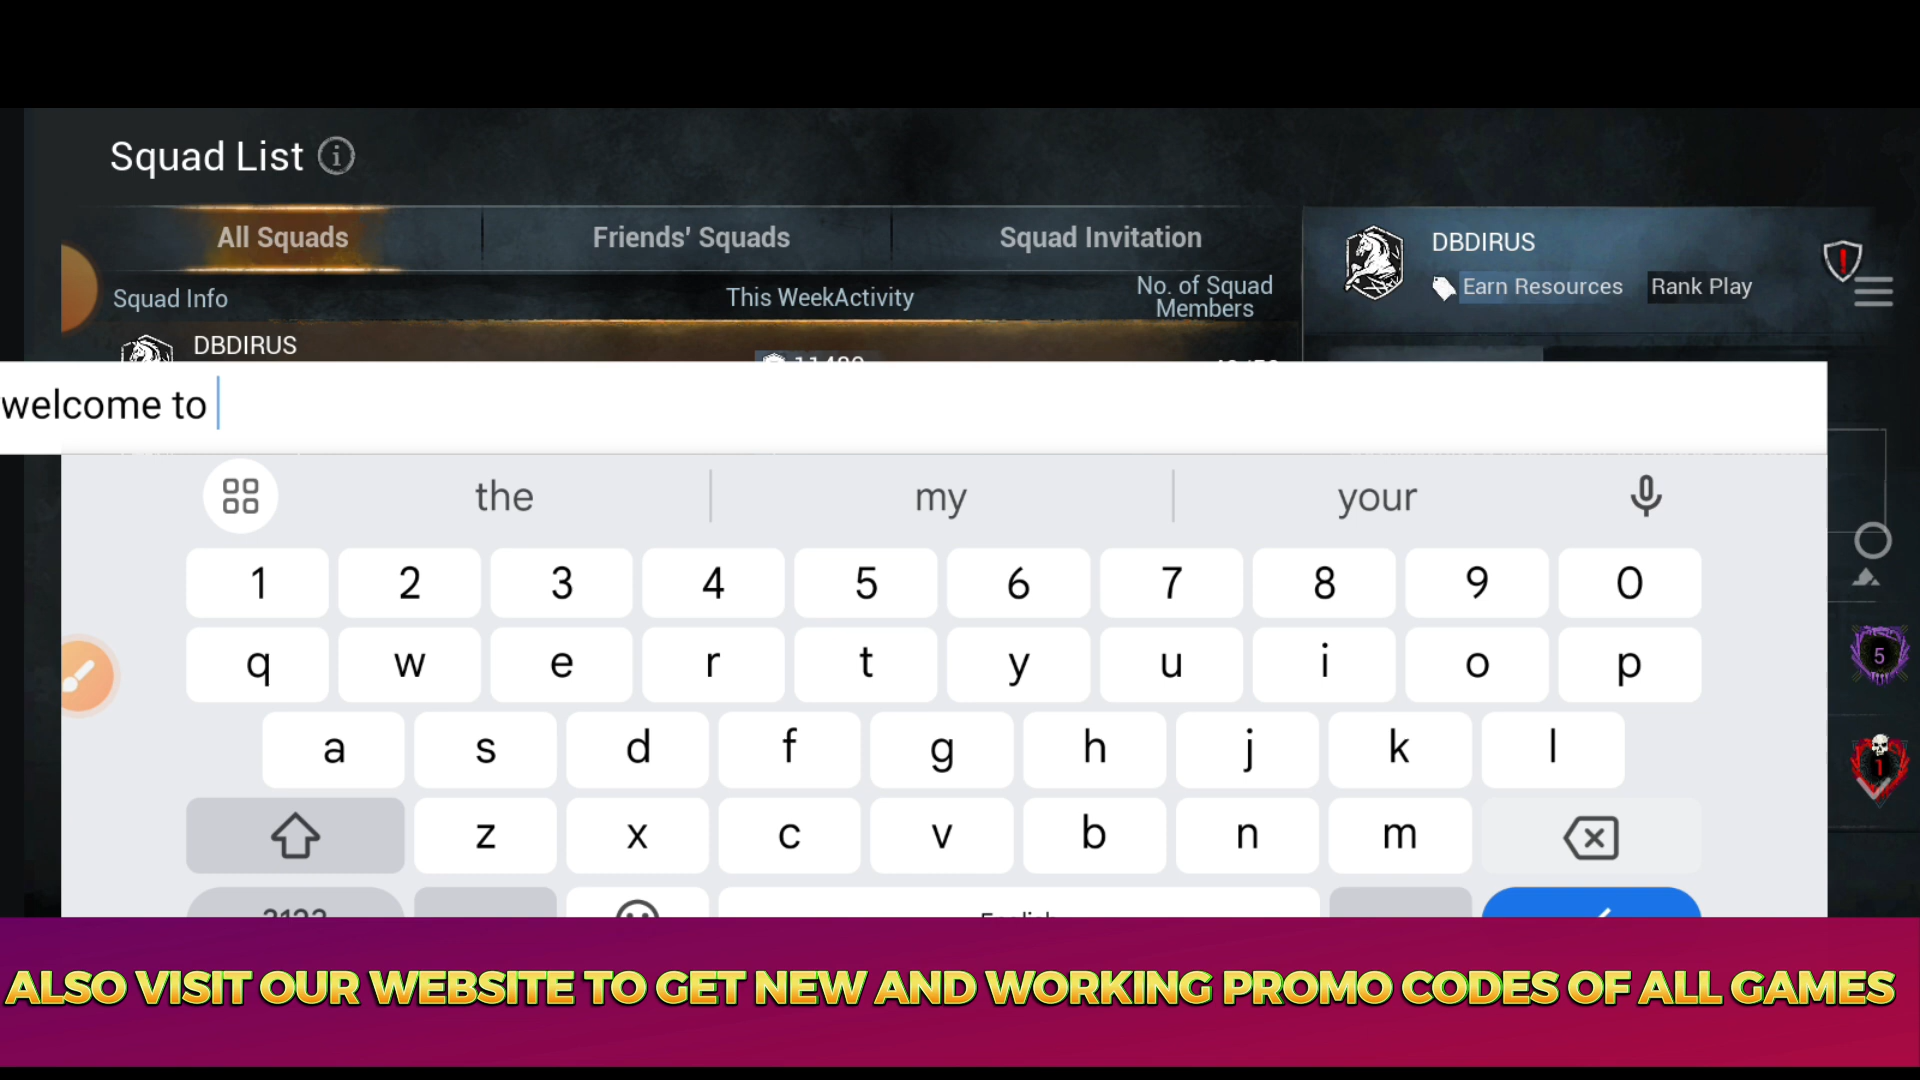 Squad List
All Squads
Friends' Squads
Squad Invitation
DBDIRUS
Earn Resources
Rank Play
Squad Info
This WeekActivity
No. of Squad
Members
DBDIRUS
welcome to
the
my
your
1 2 3 4 5 6 7 8 9 0
q w e r t y u i o p
5
a s d f g h j k l
1
z x c v b n m
ALSO VISIT OUR WEBSITE TO GET NEW AND WORKING PROMO CODES OF ALL GAMES